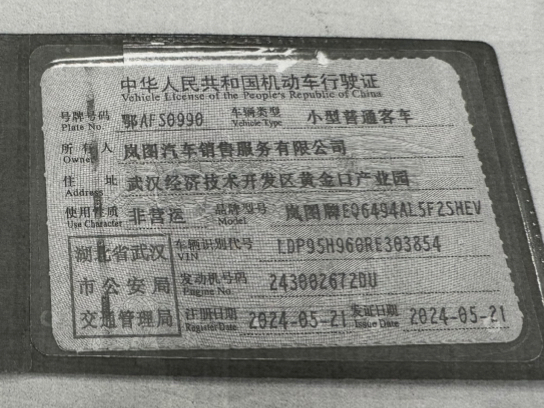 中华人民共和国机动车行驶证
Vehicle License of the People's Republic of China
号牌号码 鄂AFS0990 车辆类型 小型普通客车
Plate No. Vehicle Type
所有人 岚图汽车销售服务有限公司
Owner
住址 武汉经济技术开发区黄金口产业园
Address
使用性质 非营运 品牌型号 岚图牌EQ6494AL5F2SHEV
Use Character Model
湖北省武汉市公安局交通管理局
车辆识别代号 LDP95H960RE303854
VIN
发动机号码 243002672DU
Engine No.
注册日期 2024-05-21 发证日期 2024-05-21
Register Date Issue Date